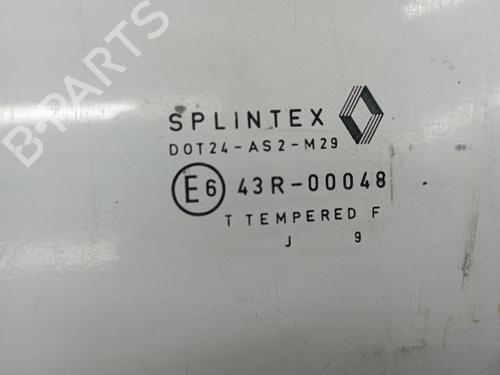 B-PARTS
SPLINTEX
DOT24-AS2-M29
E6 43R-00048
T TEMPERED F
J 9